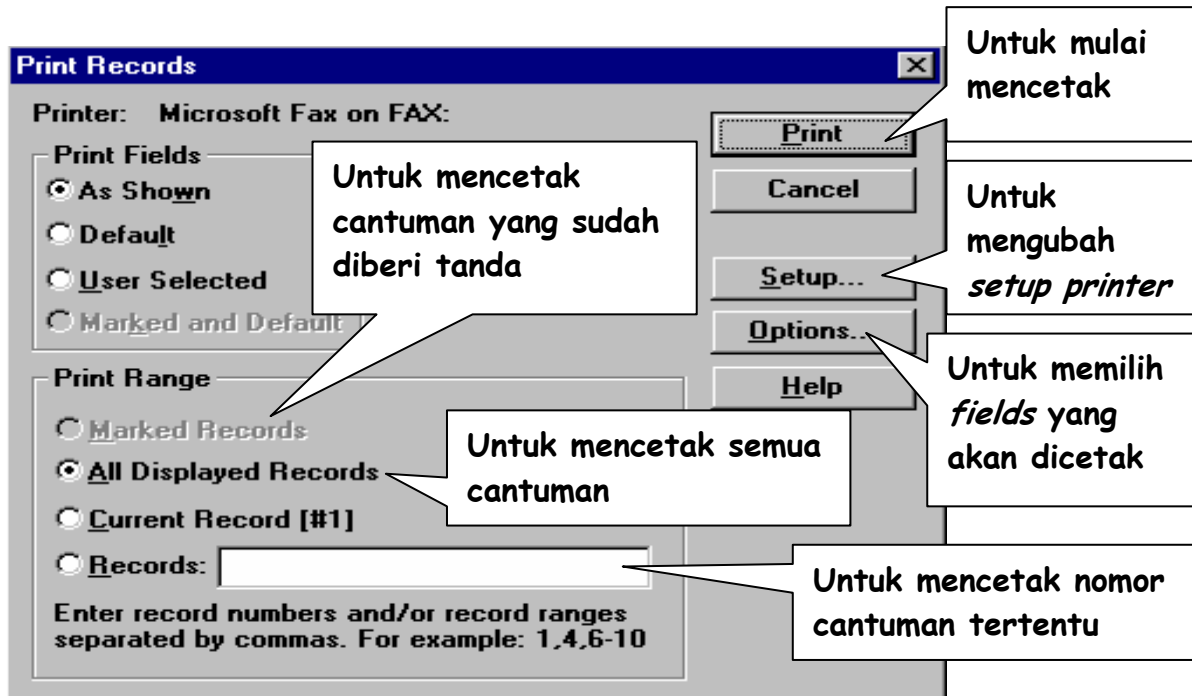 Print Records
Printer: Microsoft Fax on FAX:
Print Fields
As Shown
Default
User Selected
Marked and Default
Untuk mencetak
cantuman yang sudah
diberi tanda
Print
Cancel
Setup...
Options..
Help
Untuk mulai
mencetak
Untuk
mengubah
setup printer
Untuk memilih
fields yang
akan dicetak
Print Range
Marked Records
All Displayed Records
Current Record [#1]
Records:
Enter record numbers and/or record ranges
separated by commas. For example: 1,4,6-10
Untuk mencetak semua
cantuman
Untuk mencetak nomor
cantuman tertentu